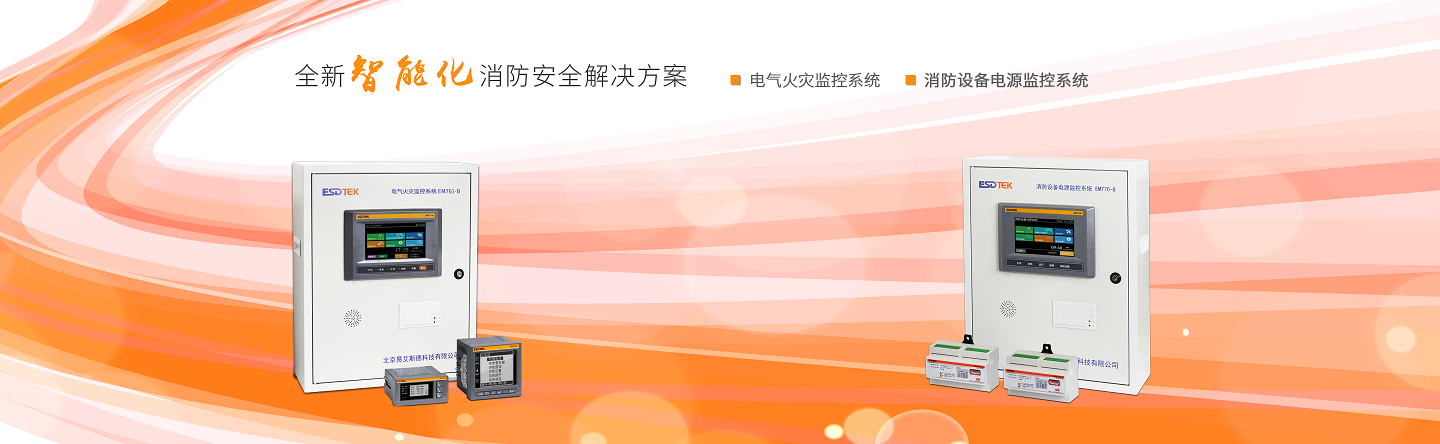 全新智能化消防安全解决方案
电气火灾监控系统
消防设备电源监控系统
ESDTEK
电气火灾监控系统 EM761-B
北京易艾斯德科技有限公司
ESDTEK
消防设备电源监控系统 EM770-B
科技有限公司